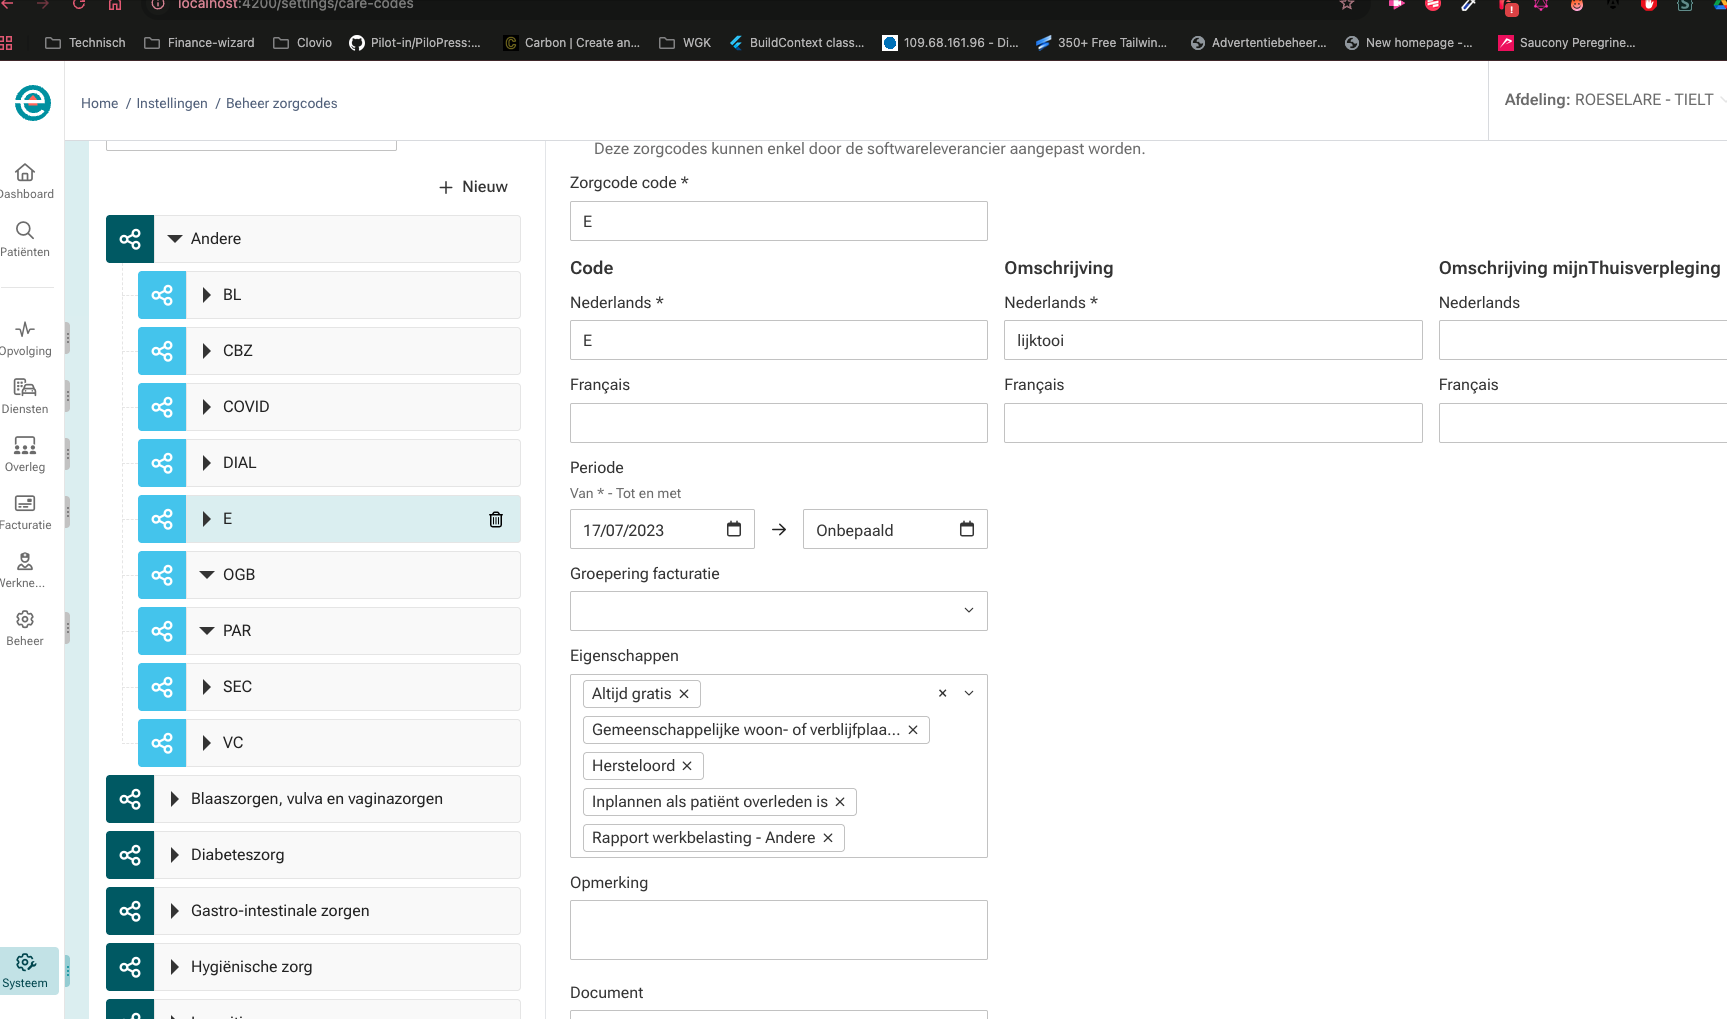 localhost:4200/settings/care-codes
Technisch
Finance-wizard
Clovio
Pilot-in/PiloPress:...
Carbon | Create an...
WGK
BuildContext class...
109.68.161.96 - Di...
350+ Free Tailwin...
Advertentiebeheer...
New homepage -...
Saucony Peregrine...
Home / Instellingen / Beheer zorgcodes
Afdeling: ROESELARE - TIELT
Dashboard
Patiënten
Opvolging
Diensten
Overleg
Facturatie
Werkne...
Beheer
Systeem
+ Nieuw
Andere
BL
CBZ
COVID
DIAL
E
OGB
PAR
SEC
VC
Blaaszorgen, vulva en vaginazorgen
Diabeteszorg
Gastro-intestinale zorgen
Hygiënische zorg
Deze zorgcodes kunnen enkel door de softwareleverancier aangepast worden.
Zorgcode code *
E
Code
Omschrijving
Omschrijving mijnThuisverpleging
Nederlands *
Nederlands *
Nederlands
E
lijktooi
Français
Français
Français
Periode
Van * - Tot en met
17/07/2023
Onbepaald
Groepering facturatie
Eigenschappen
Altijd gratis
Gemeenschappelijke woon- of verblijfplaa...
Hersteloord
Inplannen als patiënt overleden is
Rapport werkbelasting - Andere
Opmerking
Document